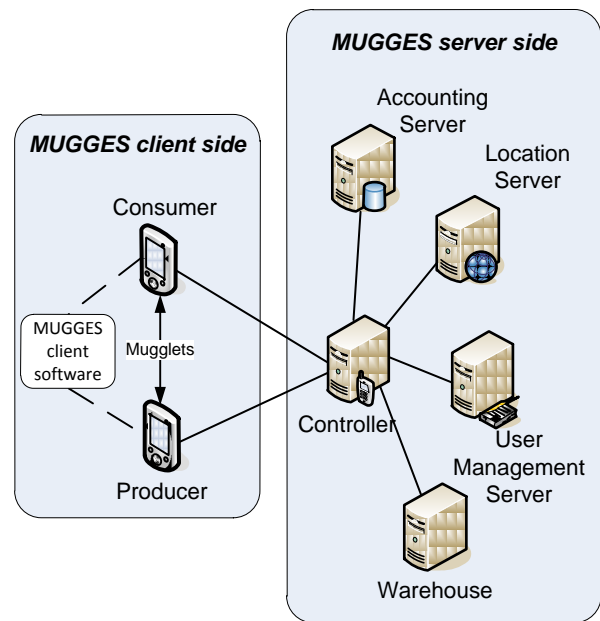 MUGGES server side
Accounting
Server
Location
Server
MUGGES client side
Consumer
MUGGES
client
software
Mugglets
Producer
Controller
User
Management
Server
Warehouse